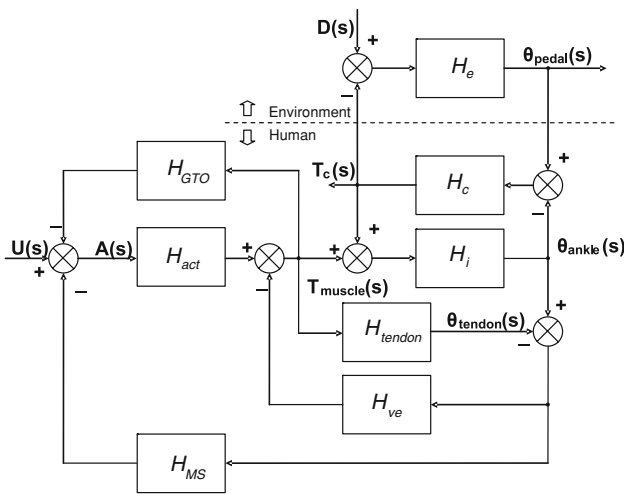 D(s)
+
H_e
θ_pedal(s)
−
Environment
Human
+
H_GTO
T_c(s)
H_c
−
−
+
U(s)
+
A(s)
H_act
+
+
H_i
θ_ankle(s)
−
−
T_muscle(s)
+
H_tendon
θ_tendon(s)
−
H_ve
H_MS